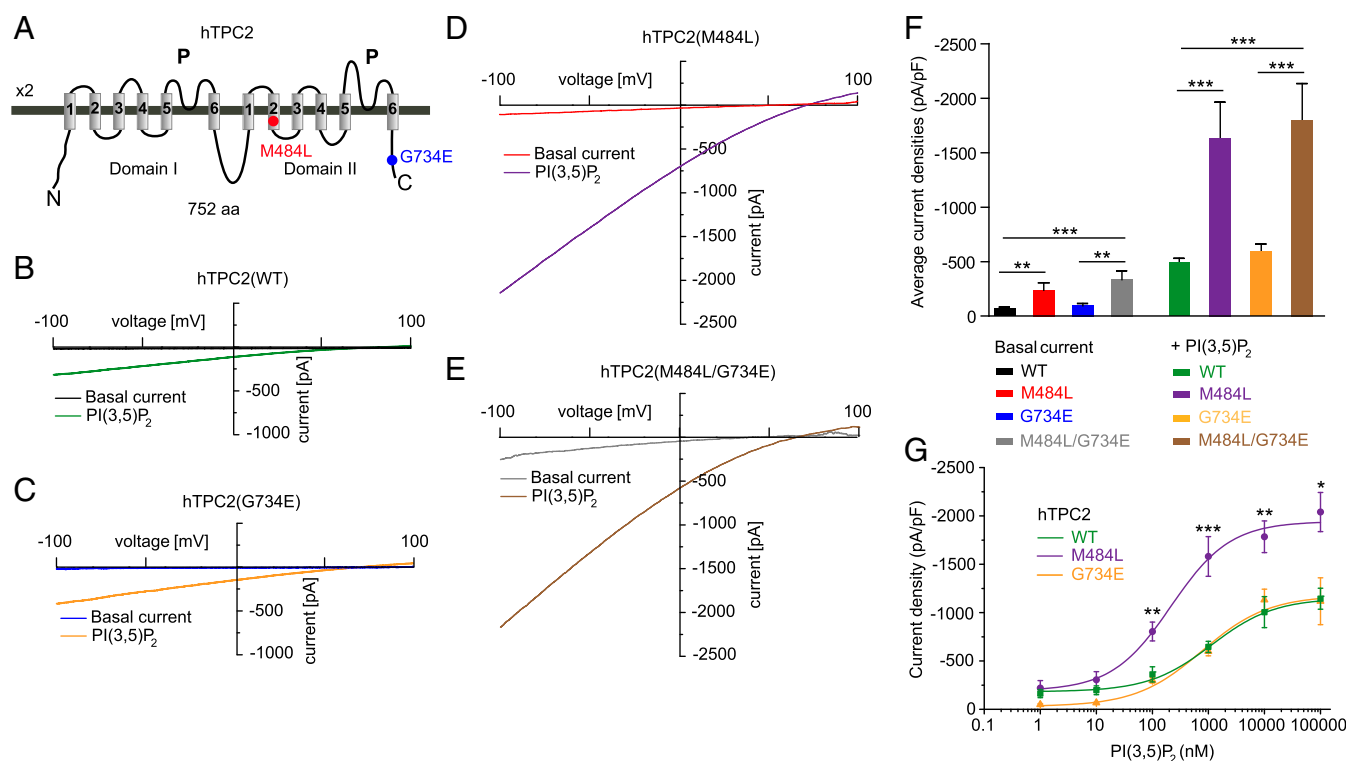 A
hTPC2
P P
x2
1 2 3 4 5 6 1 2 3 4 5 6
M484L
G734E
Domain I Domain II
N C
752 aa
B
hTPC2(WT)
-100 voltage [mV] 100
-500
-1000
current [pA]
Basal current
PI(3,5)P2
C
hTPC2(G734E)
-100 voltage [mV] 100
-500
-1000
current [pA]
Basal current
PI(3,5)P2
D
hTPC2(M484L)
-100 voltage [mV] 100
-500
-1000
-1500
-2000
-2500
current [pA]
Basal current
PI(3,5)P2
E
hTPC2(M484L/G734E)
-100 voltage [mV] 100
-500
-1000
-1500
-2000
-2500
current [pA]
Basal current
PI(3,5)P2
F
Average current densities (pA/pF)
-2500
-2000
-1500
-1000
-500
0
** *** ** *** *** ***
Basal current
WT
M484L
G734E
M484L/G734E
+ PI(3,5)P2
WT
M484L
G734E
M484L/G734E
G
Current density (pA/pF)
-2500
-2000
-1500
-1000
-500
0
hTPC2
WT
M484L
G734E
** *** ** *
0.1 1 10 100 1000 10000 100000
PI(3,5)P2 (nM)